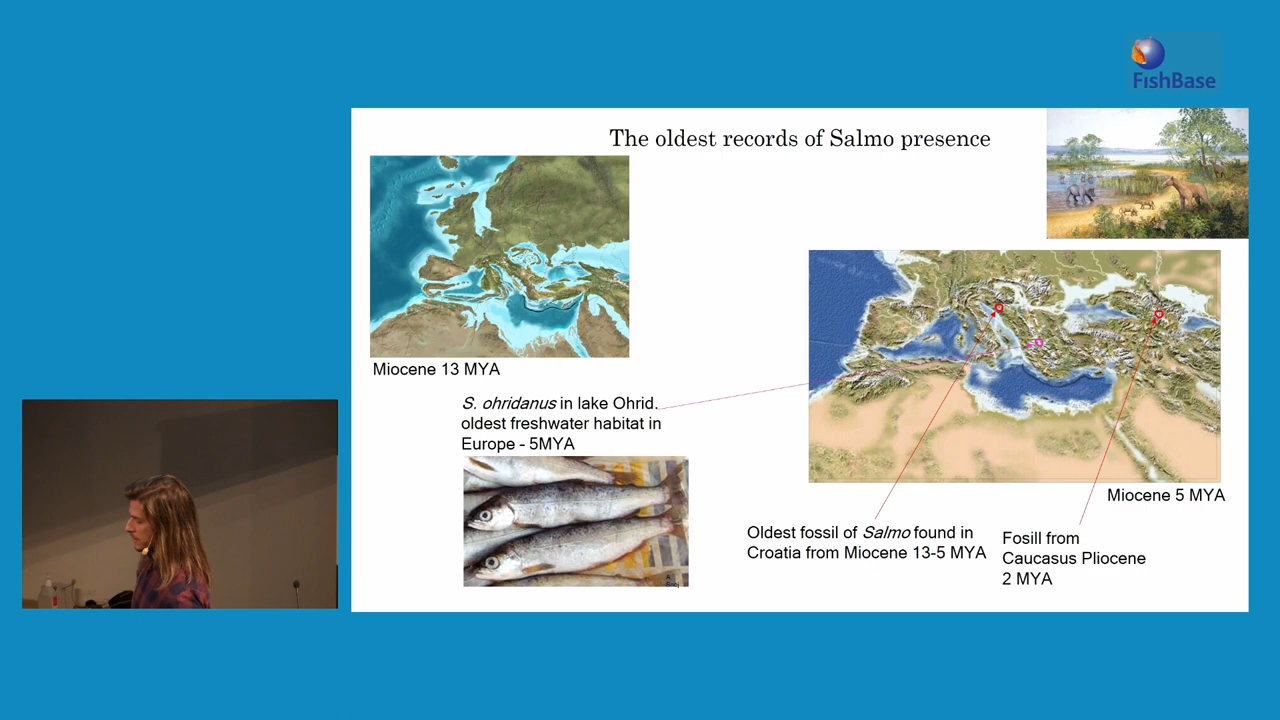 FishBase
The oldest records of Salmo presence
Miocene 13 MYA
S. ohridanus in lake Ohrid.
oldest freshwater habitat in
Europe - 5MYA
Miocene 5 MYA
Oldest fossil of Salmo found in
Croatia from Miocene 13-5 MYA
Fosill from
Caucasus Pliocene
2 MYA